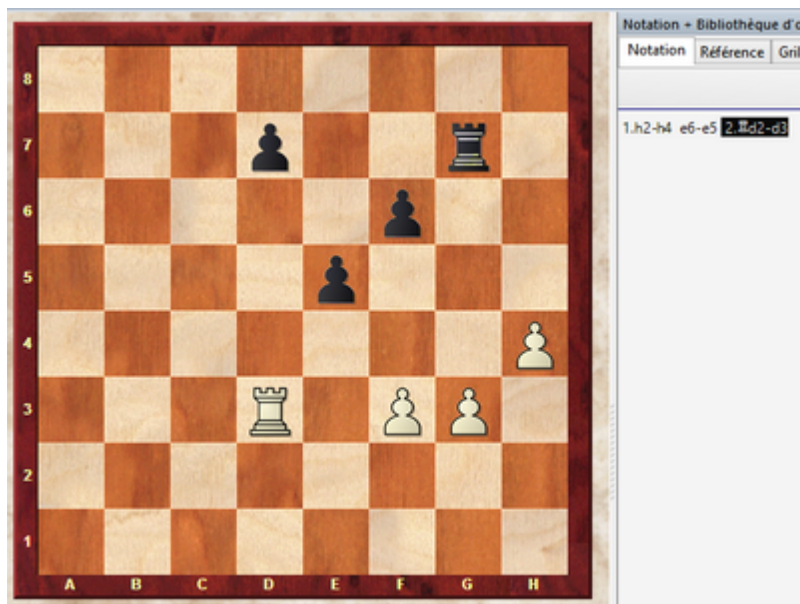 Notation + Bibliothèque d'o
Notation Référence Gril
1.h2-h4 e6-e5 2.♖d2-d3
8
7
6
5
4
3
2
1
A B C D E F G H